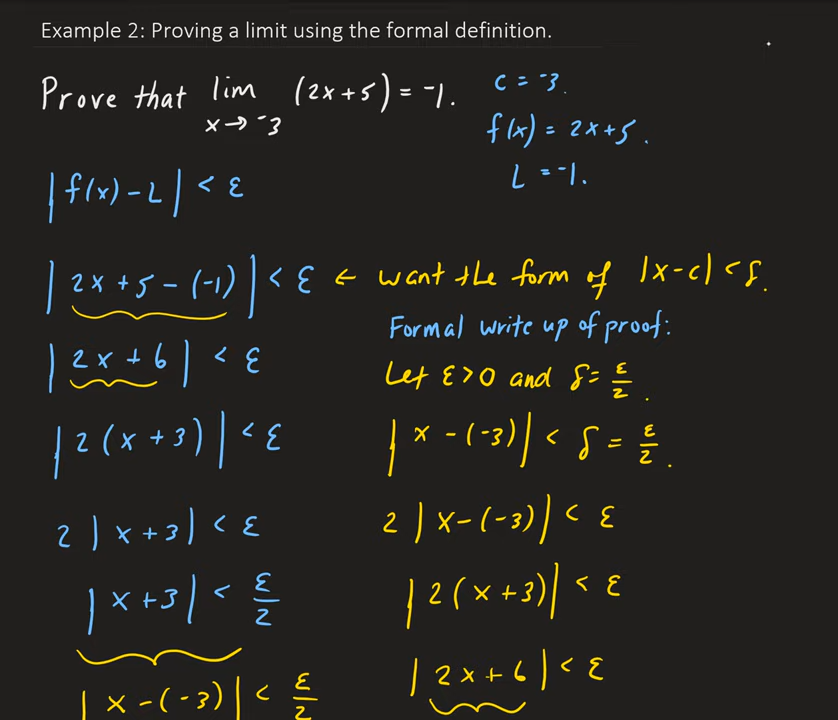 Example 2: Proving a limit using the formal definition.
Prove that lim (2x+5) = -1.
x → -3
c = -3.
f(x) = 2x+5.
L = -1.
|f(x) - L| < ε
|2x + 5 - (-1)| < ε ← want the form of |x-c| < δ.
|2x + 6| < ε
|2(x + 3)| < ε
2|x + 3| < ε
|x + 3| < ε/2
|x - (-3)| < ε/2
Formal write up of proof:
Let ε > 0 and δ = ε/2.
|x - (-3)| < δ = ε/2.
2|x - (-3)| < ε
|2(x + 3)| < ε
|2x + 6| < ε